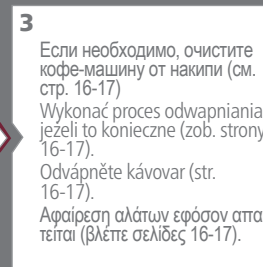 3
Если необходимо, очистите
кофе-машину от накипи (см.
стр. 16-17)
Wykonać proces odwapniania
jeżeli to konieczne (zob. strony
16-17).
Odvápněte kávovar (str.
16-17).
Αφαίρεση αλάτων εφόσον απα
τείται (βλέπε σελίδες 16-17).